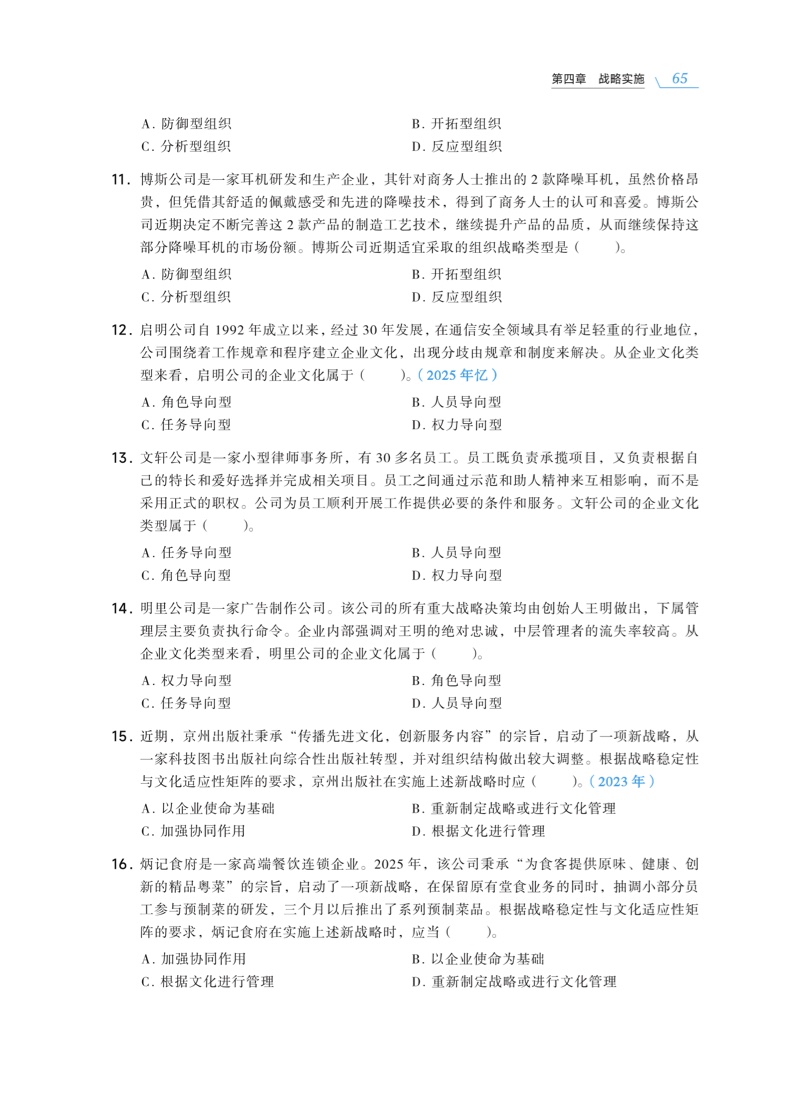 第四章 战略实施 65
A. 防御型组织 B. 开拓型组织
C. 分析型组织 D. 反应型组织
11. 博斯公司是一家耳机研发和生产企业，其针对商务人士推出的 2 款降噪耳机，虽然价格昂
贵，但凭借其舒适的佩戴感受和先进的降噪技术，得到了商务人士的认可和喜爱。博斯公
司近期决定不断完善这 2 款产品的制造工艺技术，继续提升产品的品质，从而继续保持这
部分降噪耳机的市场份额。博斯公司近期适宜采取的组织战略类型是（　　）。
A. 防御型组织 B. 开拓型组织
C. 分析型组织 D. 反应型组织
12. 启明公司自 1992 年成立以来，经过 30 年发展，在通信安全领域具有举足轻重的行业地位，
公司围绕着工作规章和程序建立企业文化，出现分歧由规章和制度来解决。从企业文化类
型来看，启明公司的企业文化属于（　　）。（2025 年忆）
A. 角色导向型 B. 人员导向型
C. 任务导向型 D. 权力导向型
13. 文轩公司是一家小型律师事务所，有 30 多名员工。员工既负责承揽项目，又负责根据自
己的特长和爱好选择并完成相关项目。员工之间通过示范和助人精神来互相影响，而不是
采用正式的职权。公司为员工顺利开展工作提供必要的条件和服务。文轩公司的企业文化
类型属于（　　）。
A. 任务导向型 B. 人员导向型
C. 角色导向型 D. 权力导向型
14. 明里公司是一家广告制作公司。该公司的所有重大战略决策均由创始人王明做出，下属管
理层主要负责执行命令。企业内部强调对王明的绝对忠诚，中层管理者的流失率较高。从
企业文化类型来看，明里公司的企业文化属于（　　）。
A. 权力导向型 B. 角色导向型
C. 任务导向型 D. 人员导向型
15. 近期，京州出版社秉承“传播先进文化，创新服务内容”的宗旨，启动了一项新战略，从
一家科技图书出版社向综合性出版社转型，并对组织结构做出较大调整。根据战略稳定性
与文化适应性矩阵的要求，京州出版社在实施上述新战略时应（　　）。（2023 年）
A. 以企业使命为基础 B. 重新制定战略或进行文化管理
C. 加强协同作用 D. 根据文化进行管理
16. 炳记食府是一家高端餐饮连锁企业。2025 年，该公司秉承“为食客提供原味、健康、创
新的精品粤菜”的宗旨，启动了一项新战略，在保留原有堂食业务的同时，抽调小部分员
工参与预制菜的研发，三个月以后推出了系列预制菜品。根据战略稳定性与文化适应性矩
阵的要求，炳记食府在实施上述新战略时，应当（　　）。
A. 加强协同作用 B. 以企业使命为基础
C. 根据文化进行管理 D. 重新制定战略或进行文化管理